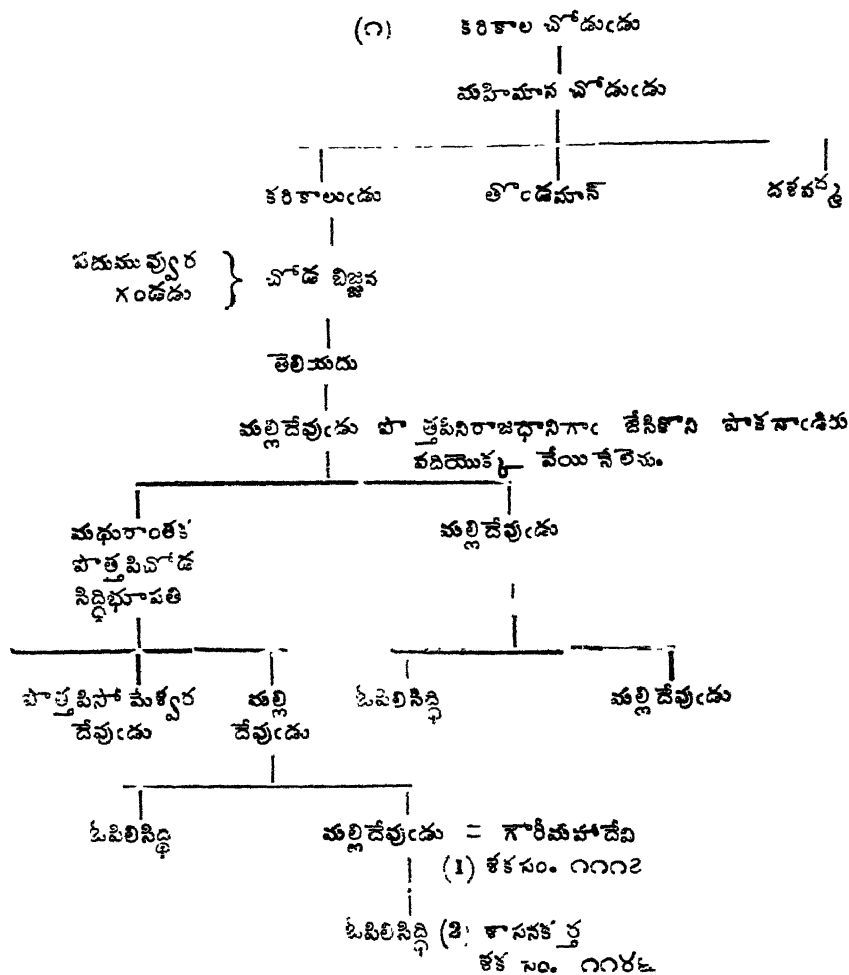 (౧) కరికాల చోడుఁడు
మహిమాన చోడుఁడు
కరికాలుఁడు తొండమాన్ దళవర్మ
పదుమువ్వుర
గండడు } చోడ బిజ్జన
తెలియదు
మల్లిదేవుఁడు పొత్తపినిరాజధానిగాఁ జేసికొని పాకనాఁడిరు
వదియొక్క వేయి నేలెను.
మధురాంతక మల్లిదేవుఁడు
పొత్తపిచోడ
సిద్ధిభూపతి
పొత్తపిసోమేశ్వర మల్లి ఓపిలిసిద్ధి మల్లిదేవుఁడు
దేవుఁడు దేవుఁడు
ఓపిలిసిద్ధి మల్లిదేవుఁడు = గౌరీమహాదేవి
(1) శకసం. ౧౧౧౨
ఓపిలిసిద్ధి (2) శాసనకర్త
శక సం. ౧౧౪౬